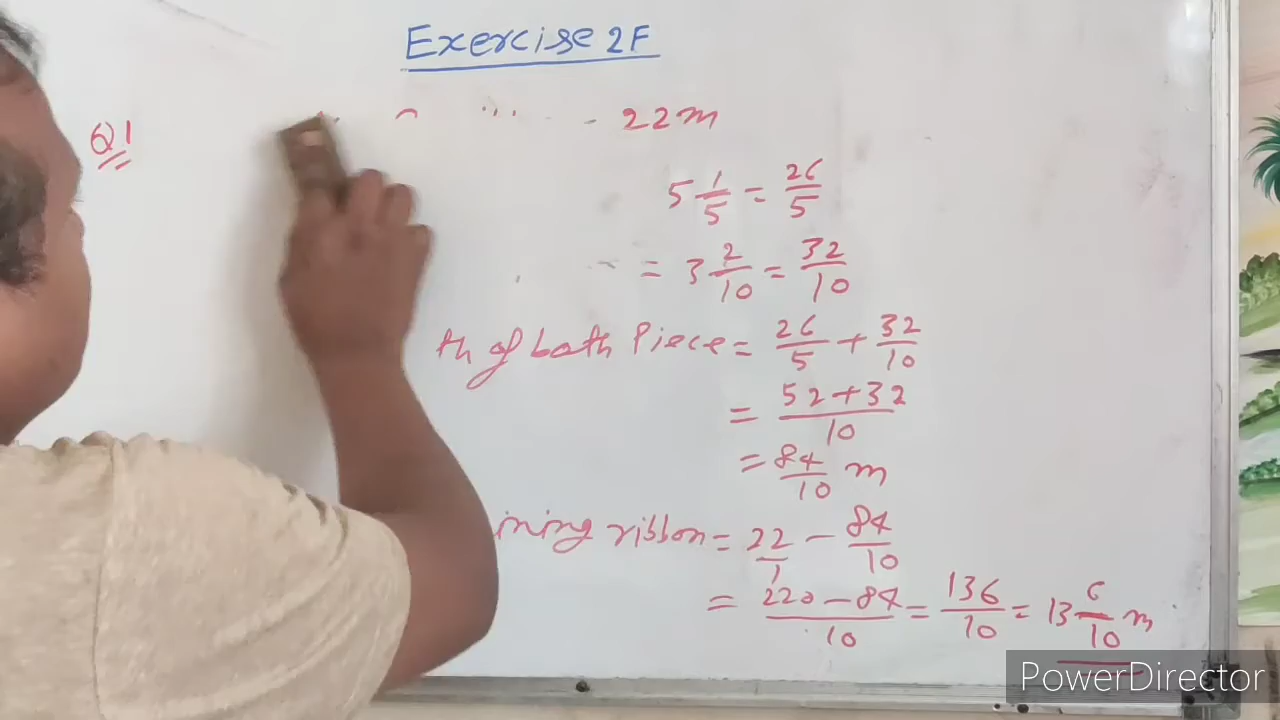 Exercise 2F
Q1
22m
5 1/5 = 26/5
= 3 2/10 = 32/10
th of both Piece = 26/5 + 32/10
= 52+32/10
= 84/10 m
ining ribbon = 22/1 - 84/10
= 220-84/10 = 136/10 = 13 6/10 m
PowerDirector